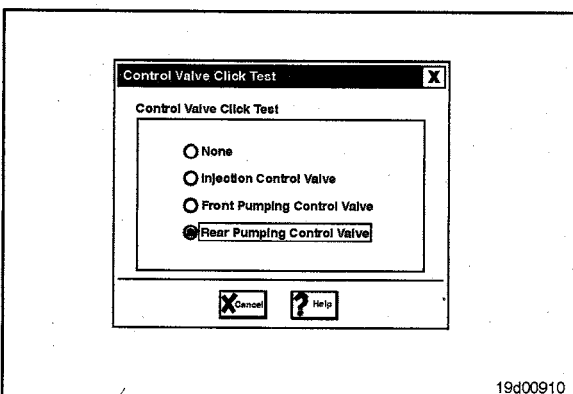 Control Valve Click Test
Control Valve Click Test
None
Injection Control Valve
Front Pumping Control Valve
Rear Pumping Control Valve
Cancel
? Help
19d00910